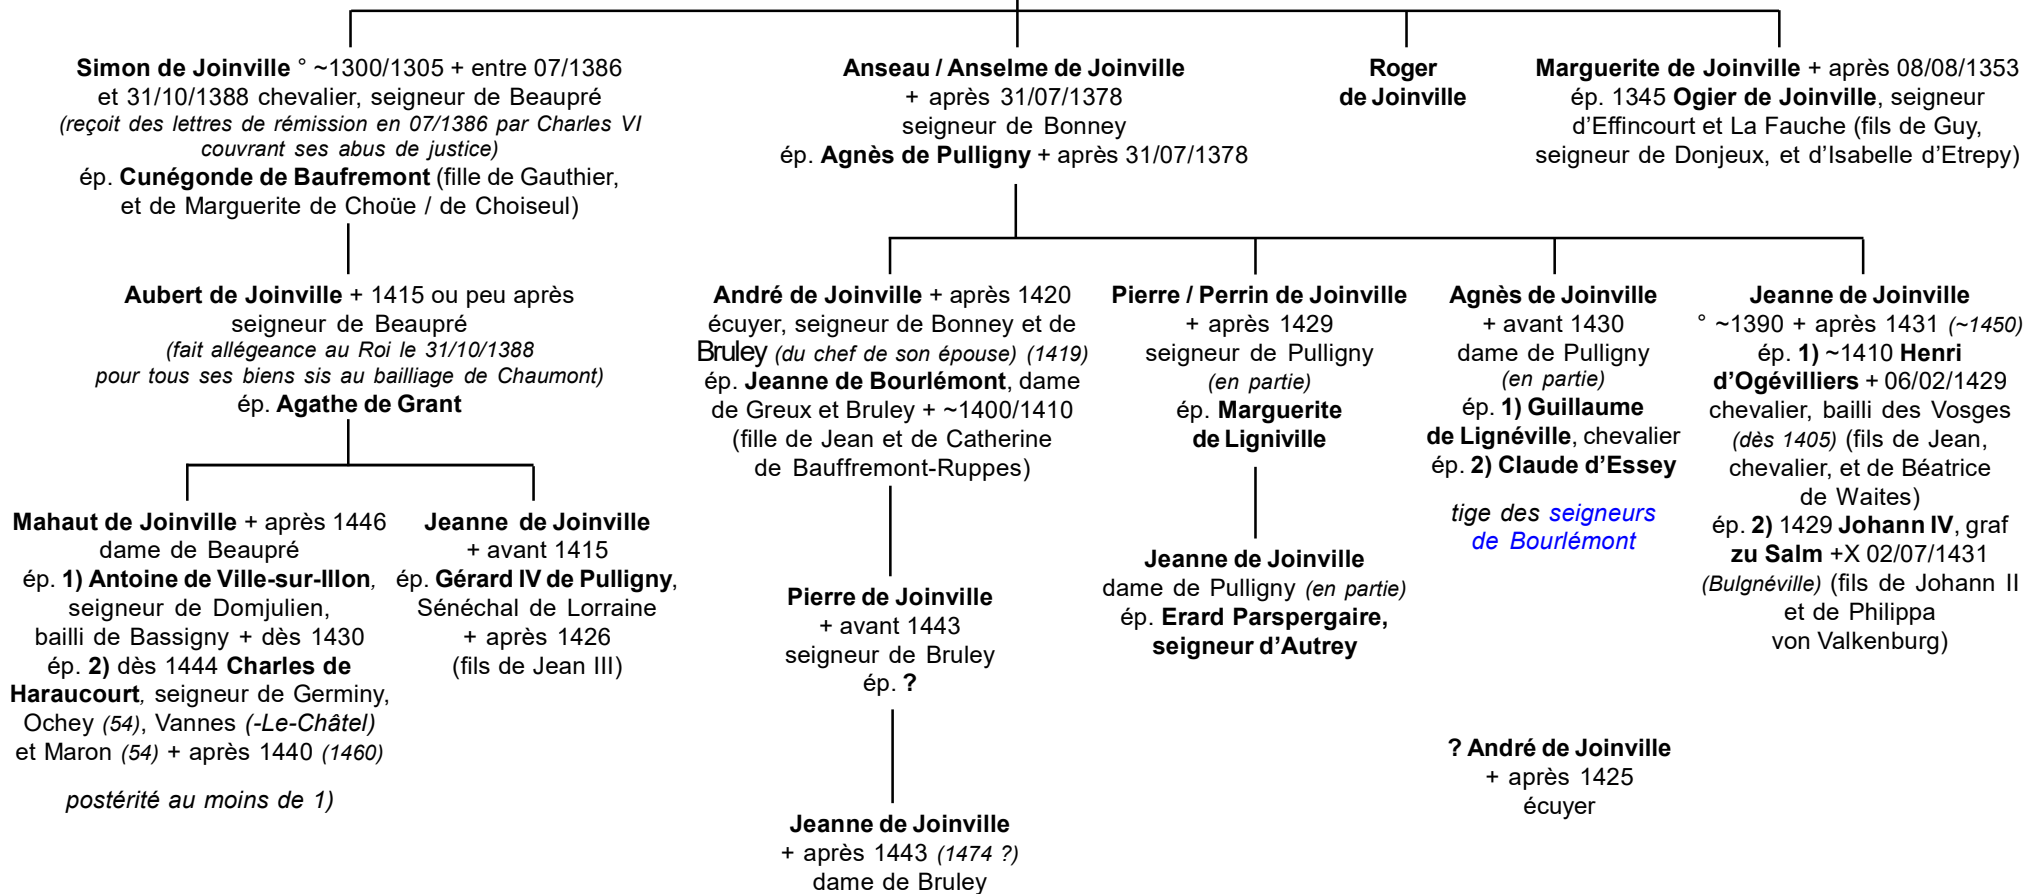 Simon de Joinville ° ~1300/1305 + entre 07/1386
et 31/10/1388 chevalier, seigneur de Beaupré
(reçoit des lettres de rémission en 07/1386 par Charles VI
couvrant ses abus de justice)
ép. Cunégonde de Baufremont (fille de Gauthier,
et de Marguerite de Choüe / de Choiseul)
Anseau / Anselme de Joinville
+ après 31/07/1378
seigneur de Bonney
ép. Agnès de Pulligny + après 31/07/1378
Roger
de Joinville
Marguerite de Joinville + après 08/08/1353
ép. 1345 Ogier de Joinville, seigneur
d'Effincourt et La Fauche (fils de Guy,
seigneur de Donjeux, et d'Isabelle d'Etrepy)
Aubert de Joinville + 1415 ou peu après
seigneur de Beaupré
(fait allégeance au Roi le 31/10/1388
pour tous ses biens sis au bailliage de Chaumont)
ép. Agathe de Grant
André de Joinville + après 1420
écuyer, seigneur de Bonney et de
Bruley (du chef de son épouse) (1419)
ép. Jeanne de Bourlémont, dame
de Greux et Bruley + ~1400/1410
(fille de Jean et de Catherine
de Bauffremont-Ruppes)
Pierre / Perrin de Joinville
+ après 1429
seigneur de Pulligny
(en partie)
ép. Marguerite
de Ligniville
Agnès de Joinville
+ avant 1430
dame de Pulligny
(en partie)
ép. 1) Guillaume
de Lignéville, chevalier
ép. 2) Claude d'Essey
tige des seigneurs
de Bourlémont
Jeanne de Joinville
° ~1390 + après 1431 (~1450)
ép. 1) ~1410 Henri
d'Ogévilliers + 06/02/1429
chevalier, bailli des Vosges
(dès 1405) (fils de Jean,
chevalier, et de Béatrice
de Waites)
ép. 2) 1429 Johann IV, graf
zu Salm +X 02/07/1431
(Bulgnéville) (fils de Johann II
et de Philippa
von Valkenburg)
Mahaut de Joinville + après 1446
dame de Beaupré
ép. 1) Antoine de Ville-sur-Illon,
seigneur de Domjulien,
bailli de Bassigny + dès 1430
ép. 2) dès 1444 Charles de
Haraucourt, seigneur de Germiny,
Ochey (54), Vannes (-Le-Châtel)
et Maron (54) + après 1440 (1460)
postérité au moins de 1)
Jeanne de Joinville
+ avant 1415
ép. Gérard IV de Pulligny,
Sénéchal de Lorraine
+ après 1426
(fils de Jean III)
Pierre de Joinville
+ avant 1443
seigneur de Bruley
ép. ?
Jeanne de Joinville
dame de Pulligny (en partie)
ép. Erard Parspergaire,
seigneur d'Autrey
? André de Joinville
+ après 1425
écuyer
Jeanne de Joinville
+ après 1443 (1474 ?)
dame de Bruley